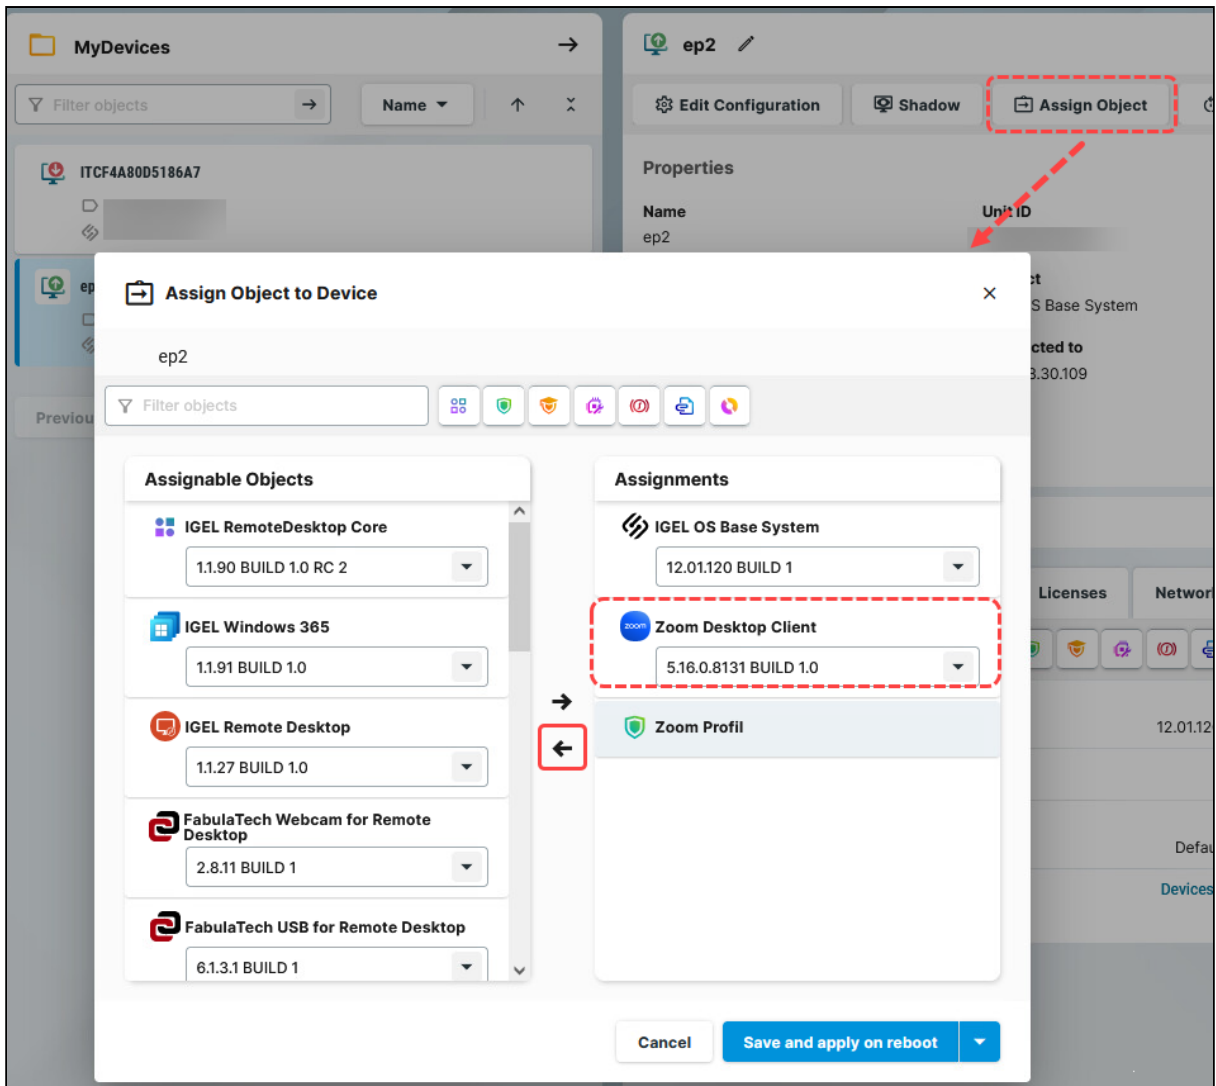 MyDevices
Filter objects
Name
ITCF4A80D5186A7
ep
Previou
ep2
Edit Configuration
Shadow
Assign Object
Properties
Name
Unit ID
ep2
ct
S Base System
cted to
3.30.109
Licenses
Networ
12.01.12
Defau
Devices
Assign Object to Device
ep2
Filter objects
Assignable Objects
IGEL RemoteDesktop Core
1.1.90 BUILD 1.0 RC 2
IGEL Windows 365
1.1.91 BUILD 1.0
IGEL Remote Desktop
1.1.27 BUILD 1.0
FabulaTech Webcam for Remote
Desktop
2.8.11 BUILD 1
FabulaTech USB for Remote Desktop
6.1.3.1 BUILD 1
Assignments
IGEL OS Base System
12.01.120 BUILD 1
zoom
Zoom Desktop Client
5.16.0.8131 BUILD 1.0
Zoom Profil
Cancel
Save and apply on reboot